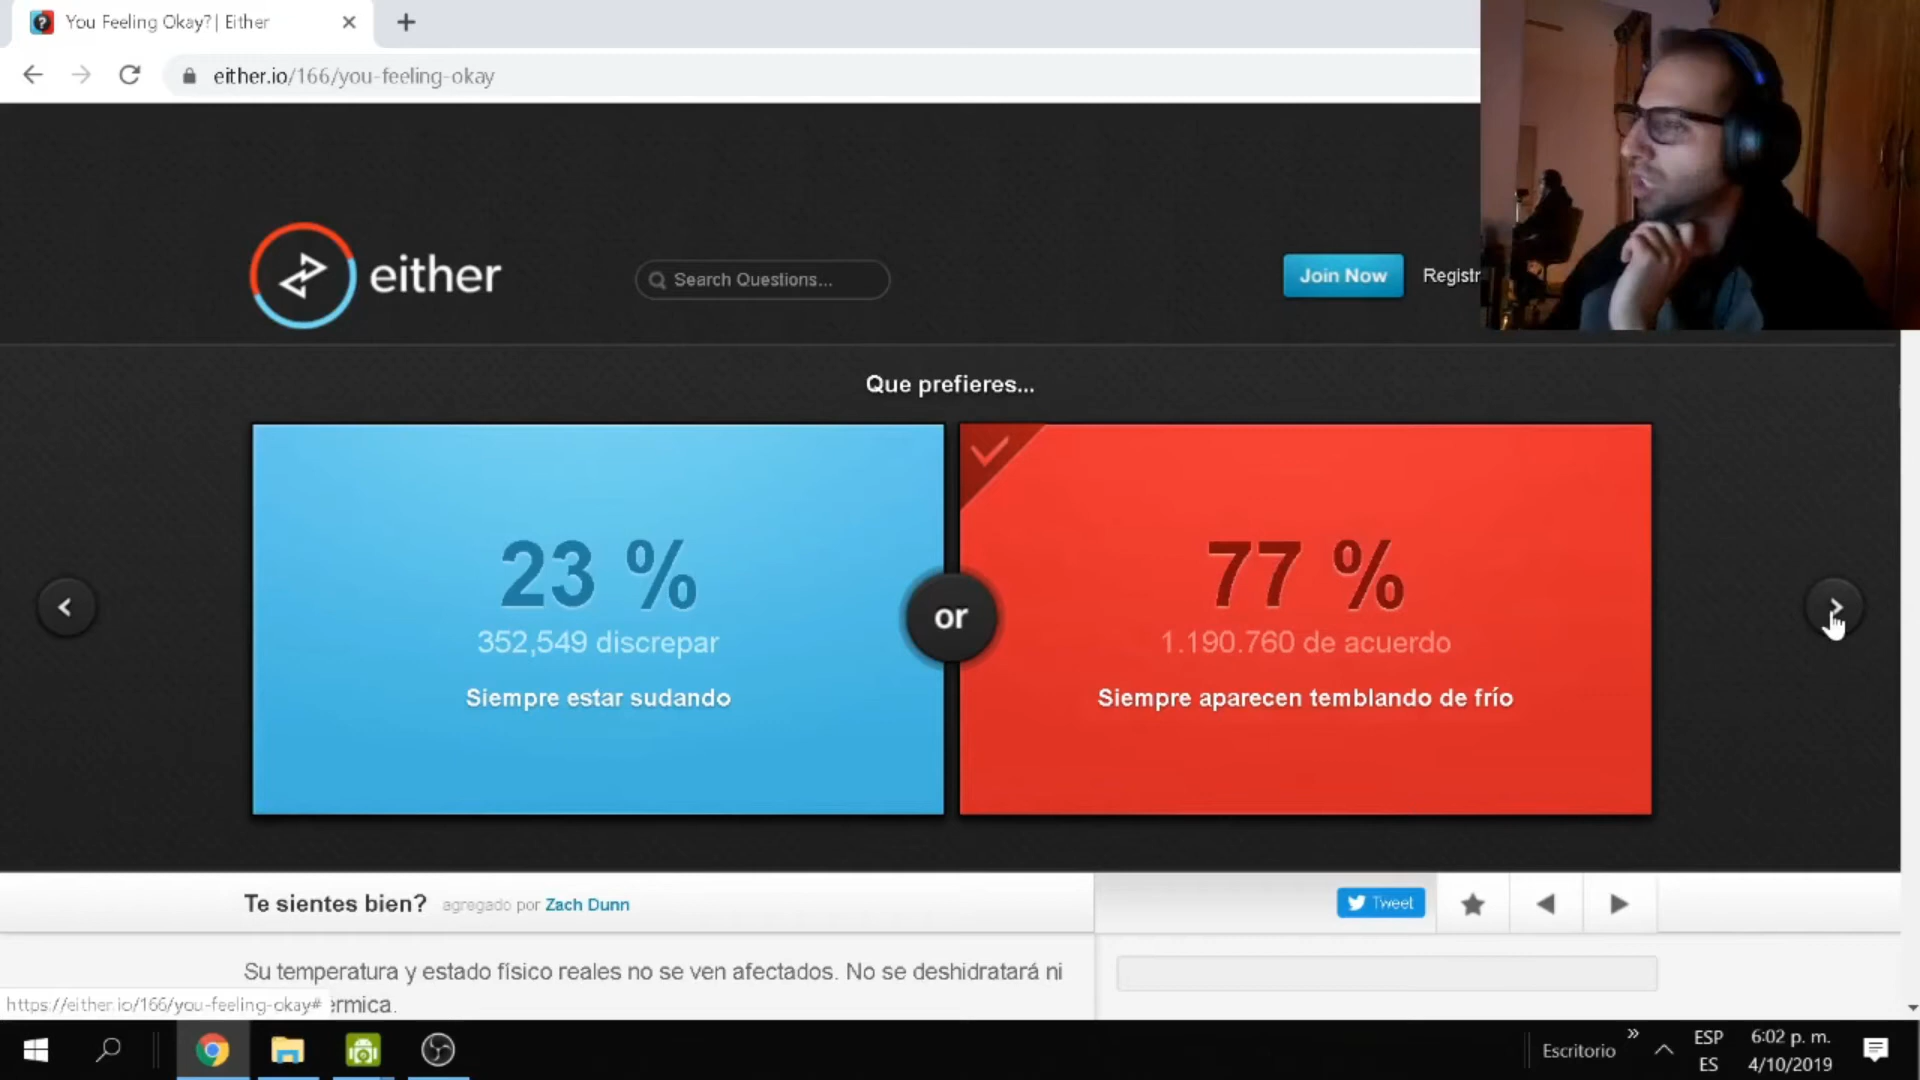 You Feeling Okay? | Either
either.io/166/you-feeling-okay
either
Search Questions...
Join Now
Registr
Que prefieres...
23 %
352,549 discrepar
Siempre estar sudando
or
77 %
1.190.760 de acuerdo
Siempre aparecen temblando de frío
Te sientes bien? agregado por Zach Dunn
Tweet
Su temperatura y estado físico reales no se ven afectados. No se deshidratará ni
érmica.
https://either.io/166/you-feeling-okay#
Escritorio
ESP
ES
6:02 p. m.
4/10/2019